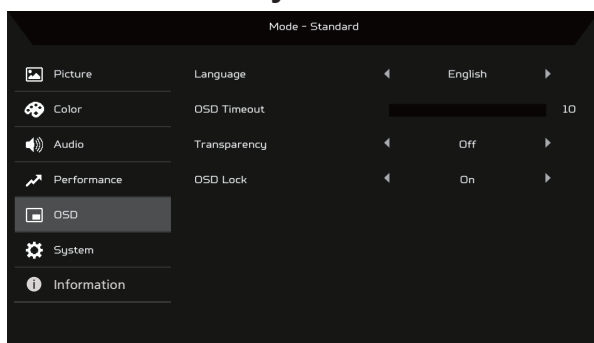 Mode - Standard
Picture
Language English
Color
OSD Timeout 10
Audio
Transparency Off
Performance
OSD Lock On
OSD
System
Information